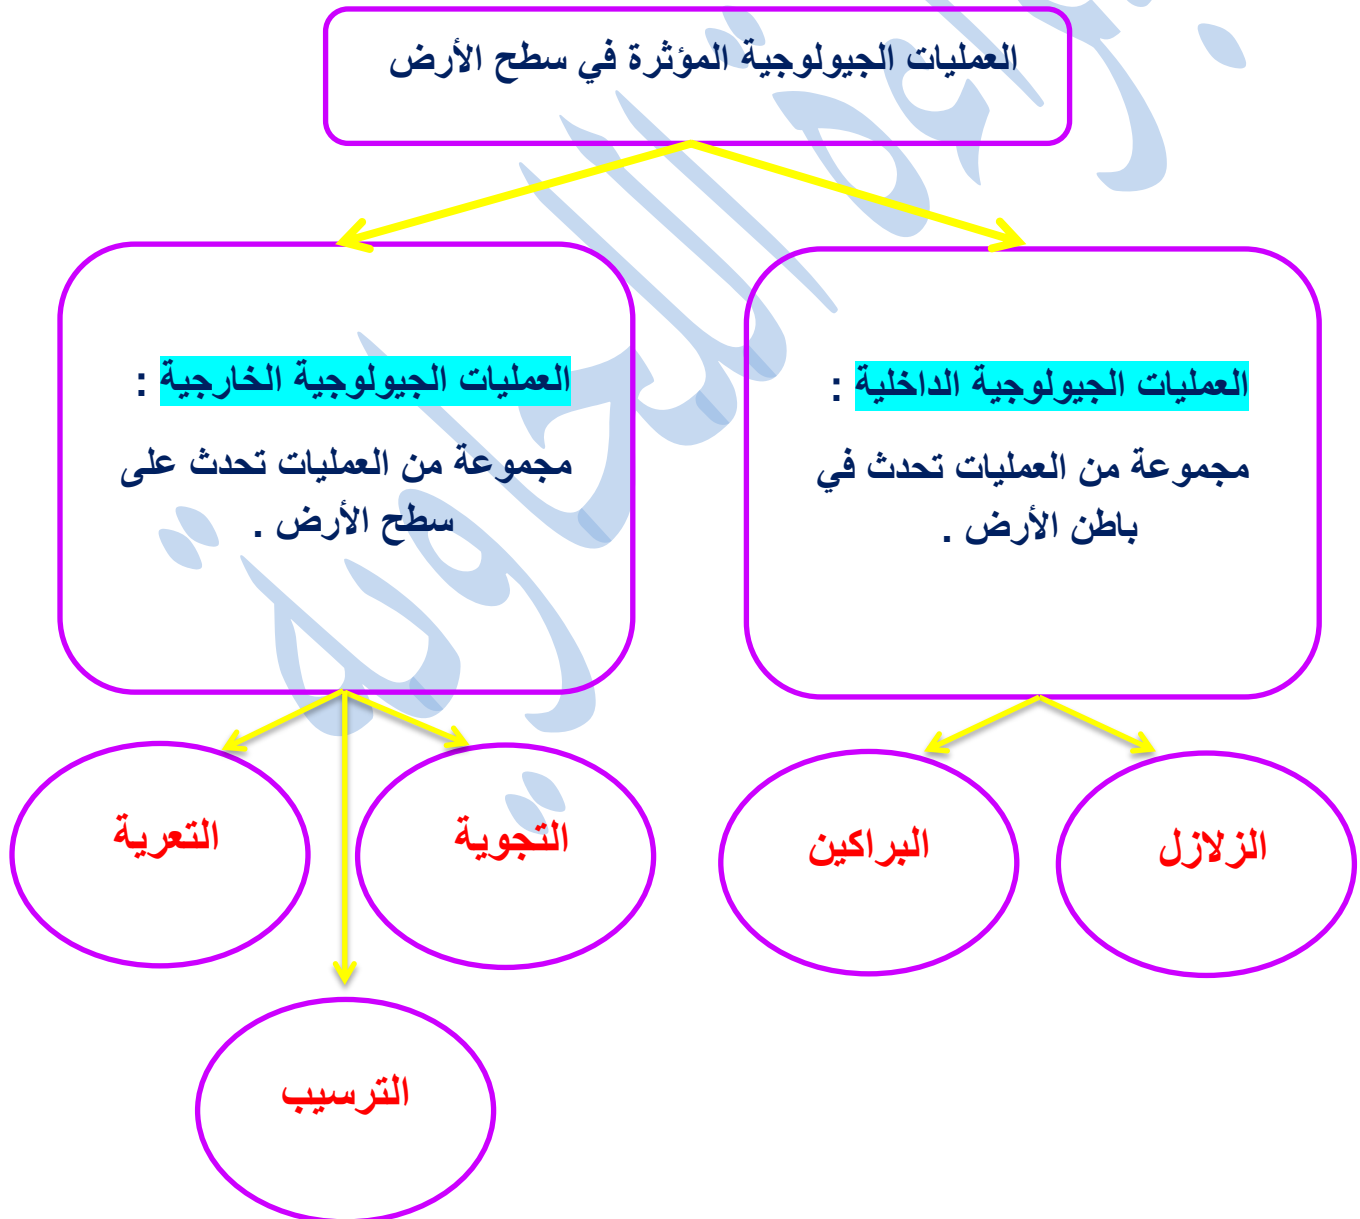 العمليات الجيولوجية المؤثرة في سطح الأرض
العمليات الجيولوجية الداخلية :
مجموعة من العمليات تحدث في
باطن الأرض .
العمليات الجيولوجية الخارجية :
مجموعة من العمليات تحدث على
سطح الأرض .
الزلازل
البراكين
التجوية
التعرية
الترسيب